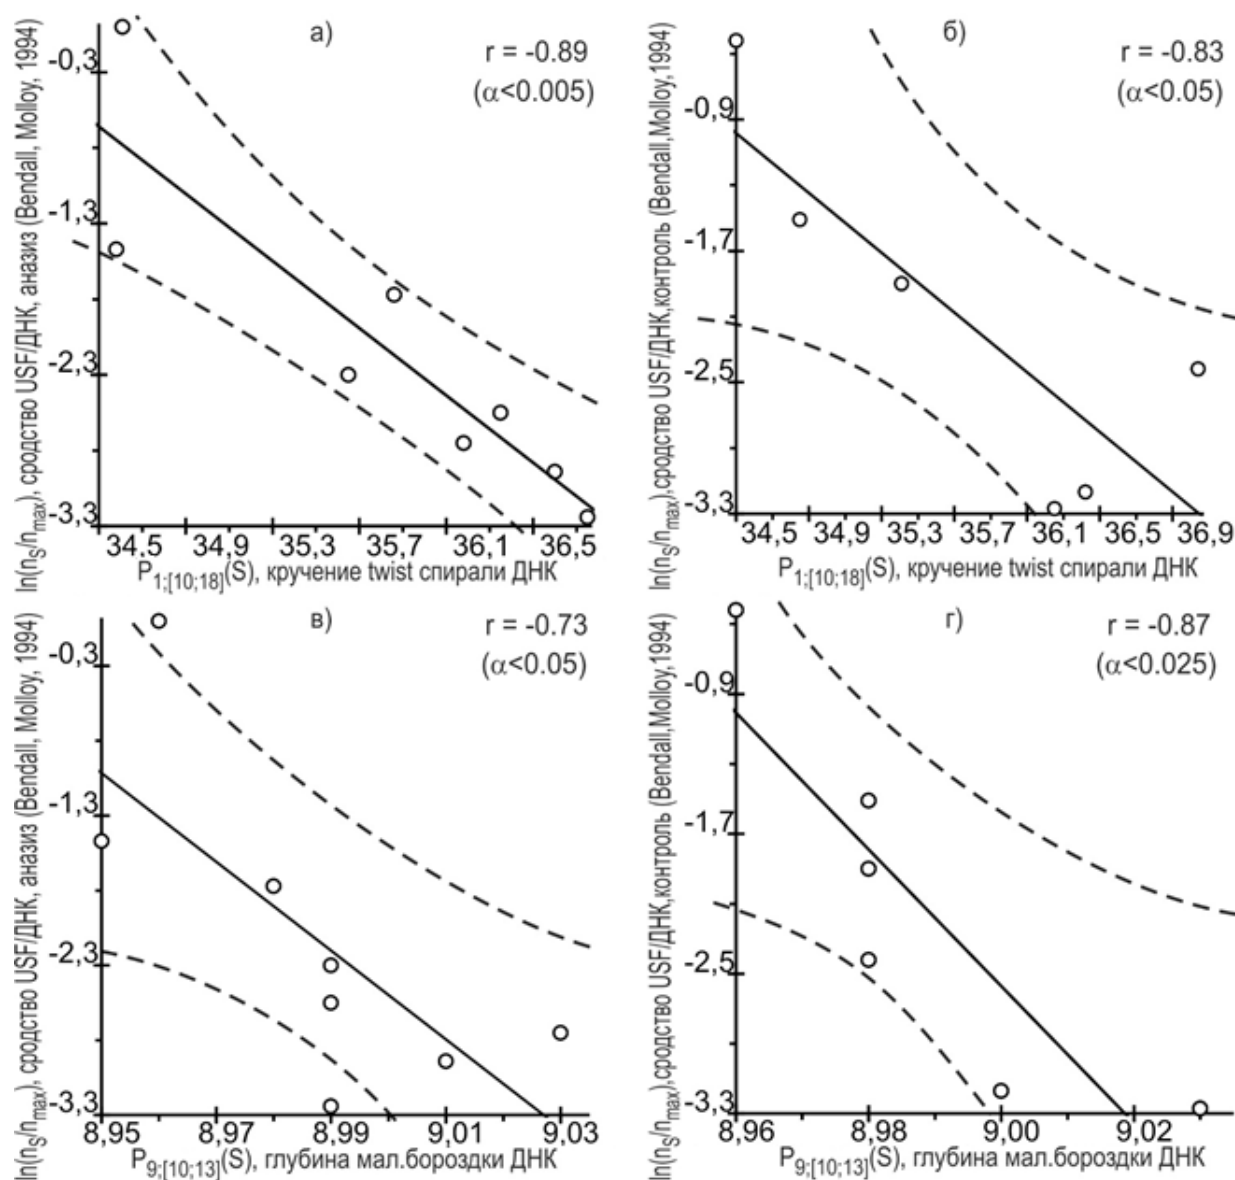 а)
r = -0.89
(α<0.005)
ln(nS/nmax), сродство USF/ДНК, аназиз (Bendall, Molloy, 1994)
-0,3
-1,3
-2,3
-3,3
34,5 34,9 35,3 35,7 36,1 36,5
P1;[10;18](S), кручение twist спирали ДНК
б)
r = -0.83
(α<0.05)
ln(nS/nmax),сродство USF/ДНК,контроль (Bendall,Molloy,1994)
-0,9
-1,7
-2,5
-3,3
34,5 34,9 35,3 35,7 36,1 36,5 36,9
P1;[10;18](S), кручение twist спирали ДНК
в)
r = -0.73
(α<0.05)
ln(nS/nmax), сродство USF/ДНК, аназиз (Bendall, Molloy, 1994)
-0,3
-1,3
-2,3
-3,3
8,95 8,97 8,99 9,01 9,03
P9;[10;13](S), глубина мал.бороздки ДНК
г)
r = -0.87
(α<0.025)
ln(nS/nmax),сродство USF/ДНК,контроль (Bendall,Molloy,1994)
-0,9
-1,7
-2,5
-3,3
8,96 8,98 9,00 9,02
P9;[10;13](S), глубина мал.бороздки ДНК